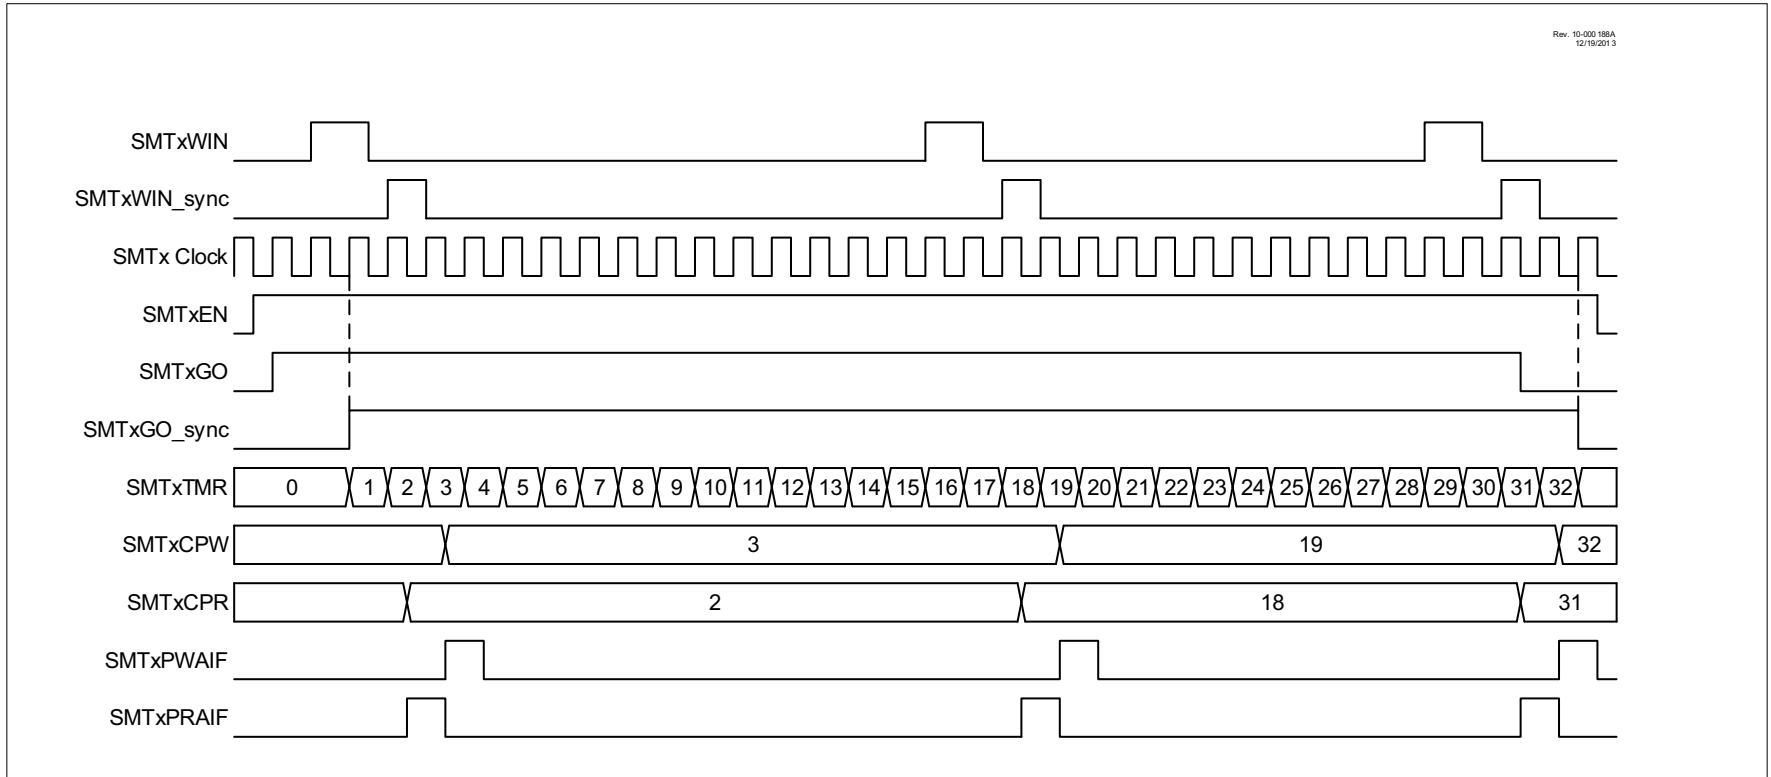 Rev. 10-000 188A
12/19/201 3
SMTxWIN
SMTxWIN_sync
SMTx Clock
SMTxEN
SMTxGO
SMTxGO_sync
SMTxTMR 0 1 2 3 4 5 6 7 8 9 10 11 12 13 14 15 16 17 18 19 20 21 22 23 24 25 26 27 28 29 30 31 32
SMTxCPW 3 19 32
SMTxCPR 2 18 31
SMTxPWAIF
SMTxPRAIF